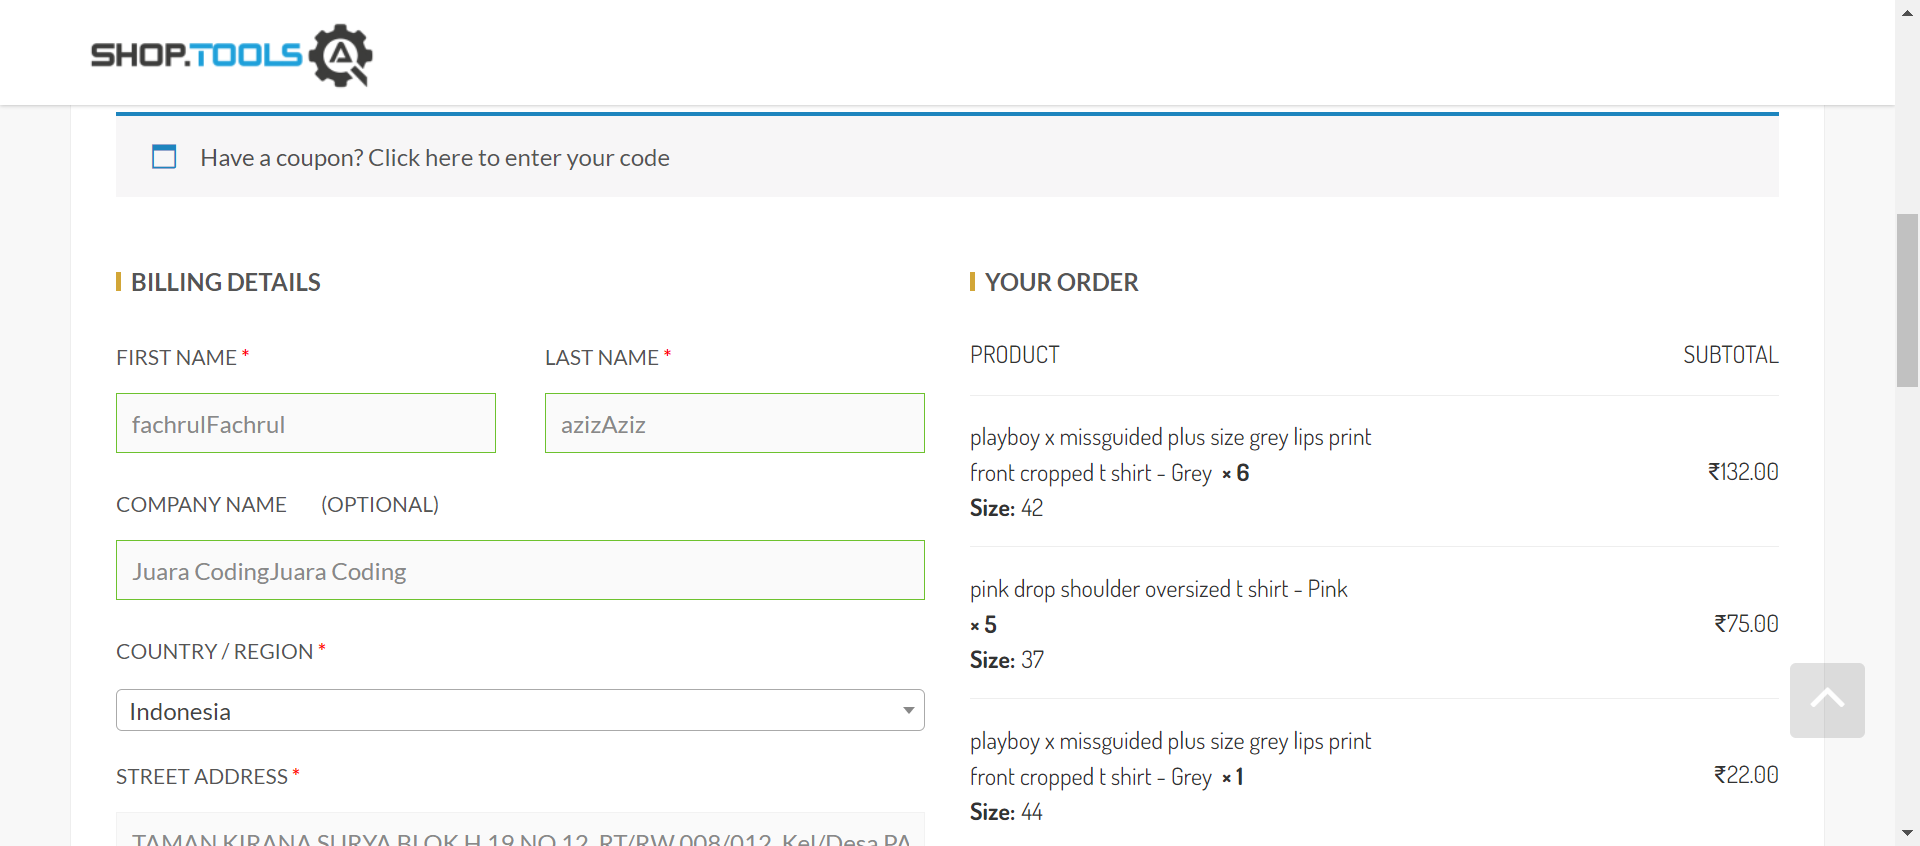 SHOP.TOOLS
Have a coupon? Click here to enter your code
BILLING DETAILS
FIRST NAME *
LAST NAME *
fachrulFachrul
azizAziz
COMPANY NAME (OPTIONAL)
Juara CodingJuara Coding
COUNTRY / REGION *
Indonesia
STREET ADDRESS *
TAMAN KIRANA SURYA BLOK H 19 NO 12, RT/RW 008/012, Kel/Desa PA
YOUR ORDER
PRODUCT SUBTOTAL
playboy x missguided plus size grey lips print
front cropped t shirt - Grey × 6 ₹132.00
Size: 42
pink drop shoulder oversized t shirt - Pink
× 5 ₹75.00
Size: 37
playboy x missguided plus size grey lips print
front cropped t shirt - Grey × 1 ₹22.00
Size: 44